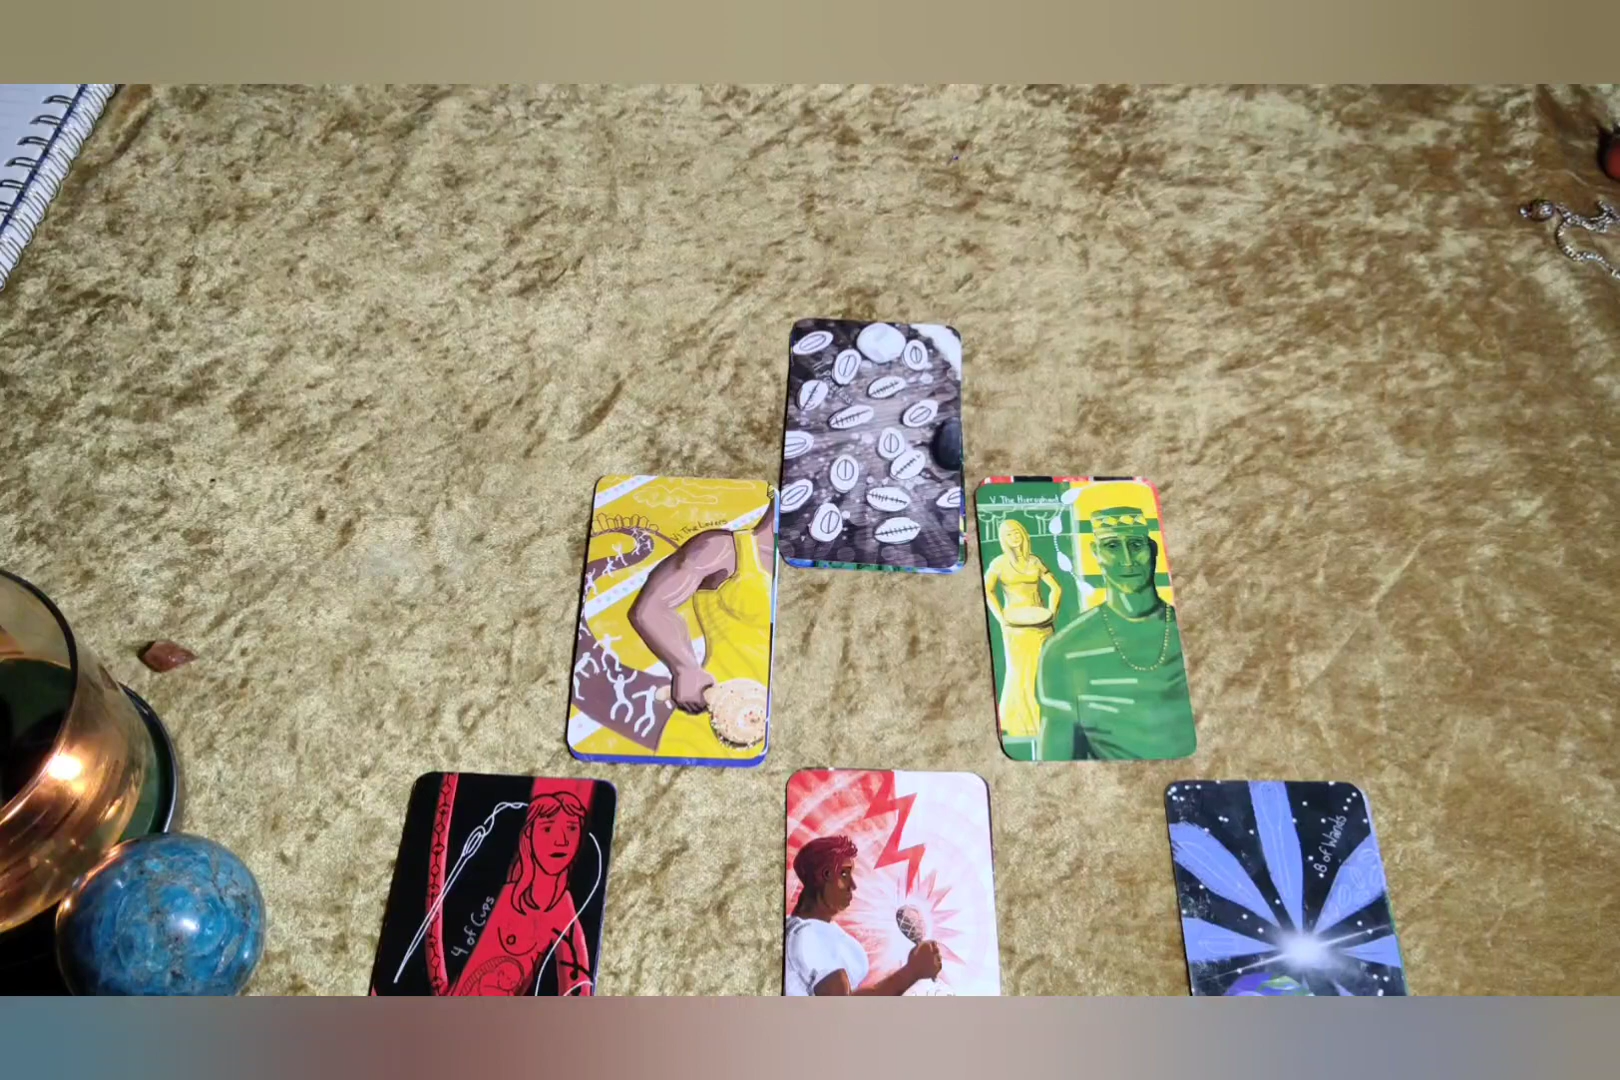 VI The Lovers
V The Hierophant
4 of Cups
8 of Wands